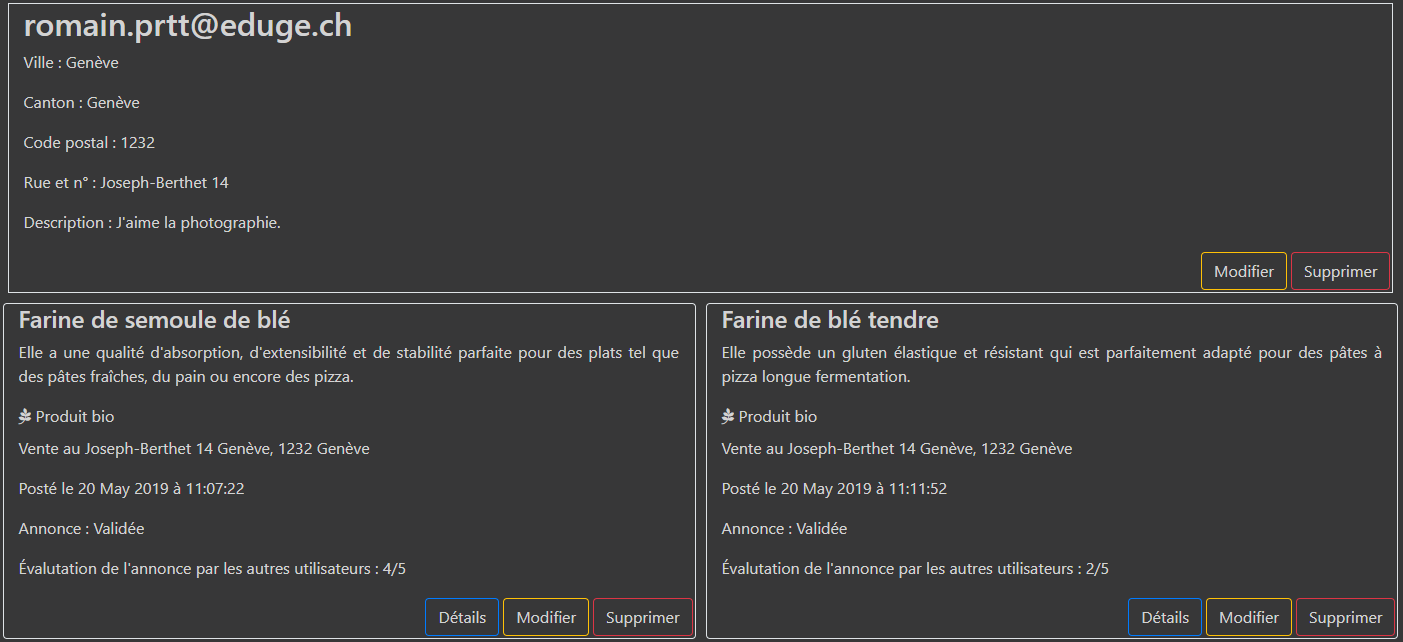 romain.prtt@eduge.ch
Ville : Genève
Canton : Genève
Code postal : 1232
Rue et n° : Joseph-Berthet 14
Description : J'aime la photographie.
Modifier
Supprimer
Farine de semoule de blé
Elle a une qualité d'absorption, d'extensibilité et de stabilité parfaite pour des plats tel que
des pâtes fraîches, du pain ou encore des pizza.
Produit bio
Vente au Joseph-Berthet 14 Genève, 1232 Genève
Posté le 20 May 2019 à 11:07:22
Annonce : Validée
Évalutation de l'annonce par les autres utilisateurs : 4/5
Détails
Modifier
Supprimer
Farine de blé tendre
Elle possède un gluten élastique et résistant qui est parfaitement adapté pour des pâtes à
pizza longue fermentation.
Produit bio
Vente au Joseph-Berthet 14 Genève, 1232 Genève
Posté le 20 May 2019 à 11:11:52
Annonce : Validée
Évalutation de l'annonce par les autres utilisateurs : 2/5
Détails
Modifier
Supprimer